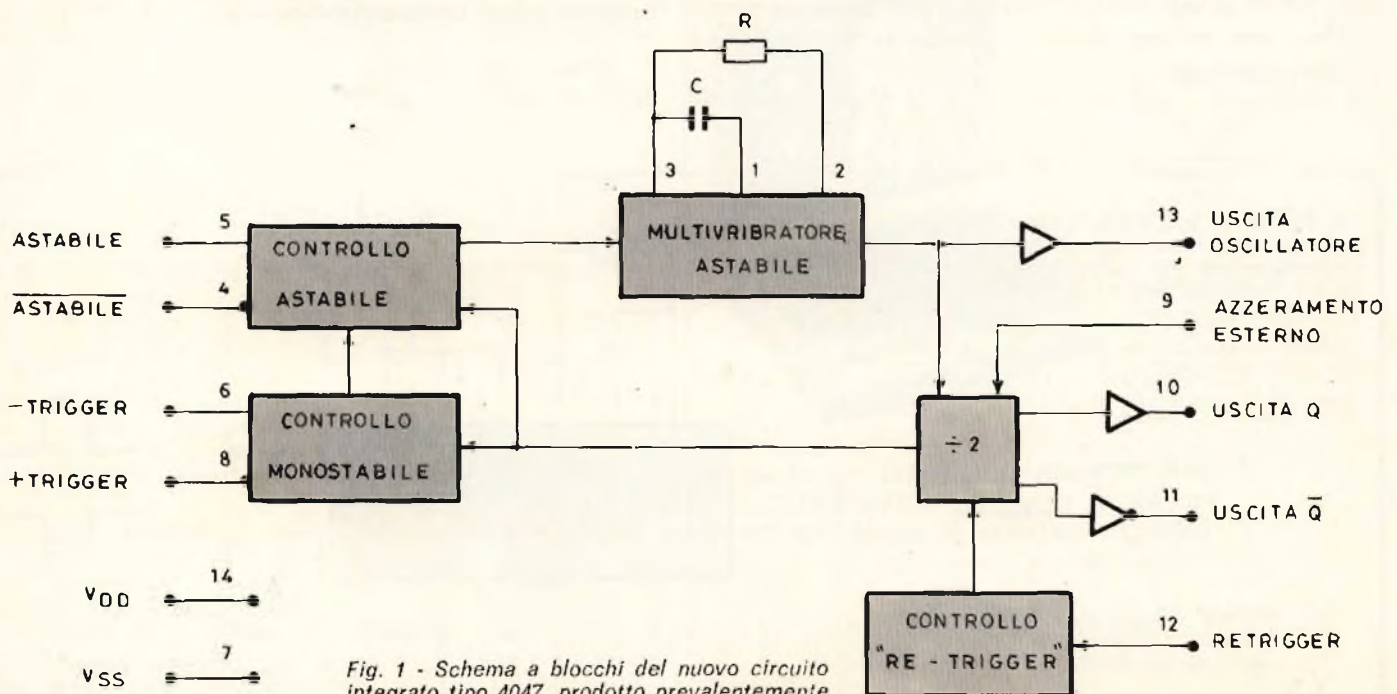 R
C
3 1 2
5
ASTABILE
CONTROLLO
ASTABILE
4
ASTABILE
MULTIVRIBRATORE
ASTABILE
13 USCITA
OSCILLATORE
9 AZZERAMENTO
ESTERNO
6
-TRIGGER
CONTROLLO
MONOSTABILE
8
+TRIGGER
÷ 2
10
USCITA Q
11
USCITA Q̅
14
VDD
7
VSS
CONTROLLO
"RE - TRIGGER"
12
RETRIGGER
Fig. 1 - Schema a blocchi del nuovo circuito
integrato tipo 4047, prodotto prevalentemente